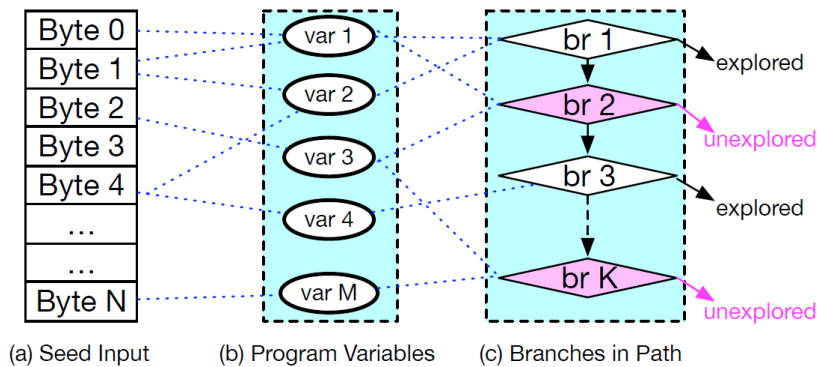 Byte 0
Byte 1
Byte 2
Byte 3
Byte 4
...
...
Byte N
(a) Seed Input
var 1
var 2
var 3
var 4
var M
(b) Program Variables
br 1
explored
br 2
unexplored
br 3
explored
br K
unexplored
(c) Branches in Path